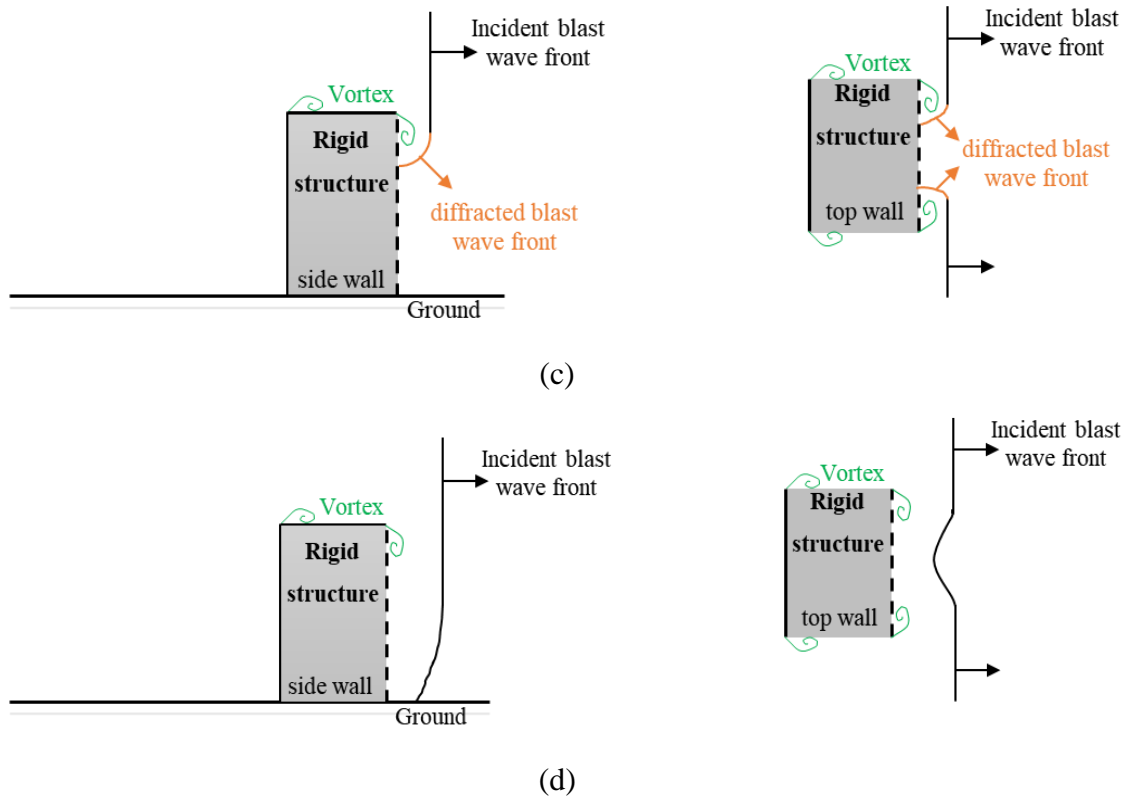 Incident blast
wave front
Vortex
Rigid
structure
diffracted blast
wave front
side wall
Ground
Incident blast
wave front
Vortex
Rigid
structure
diffracted blast
wave front
top wall
(c)
Incident blast
wave front
Vortex
Rigid
structure
side wall
Ground
Incident blast
wave front
Vortex
Rigid
structure
top wall
(d)